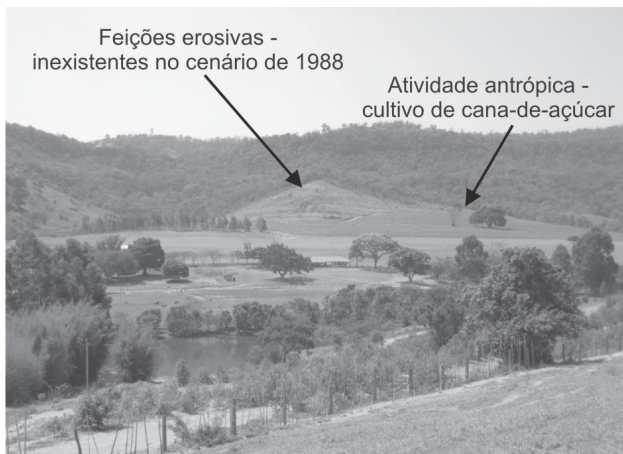 Feições erosivas -
inexistentes no cenário de 1988
Atividade antrópica -
cultivo de cana-de-açúcar